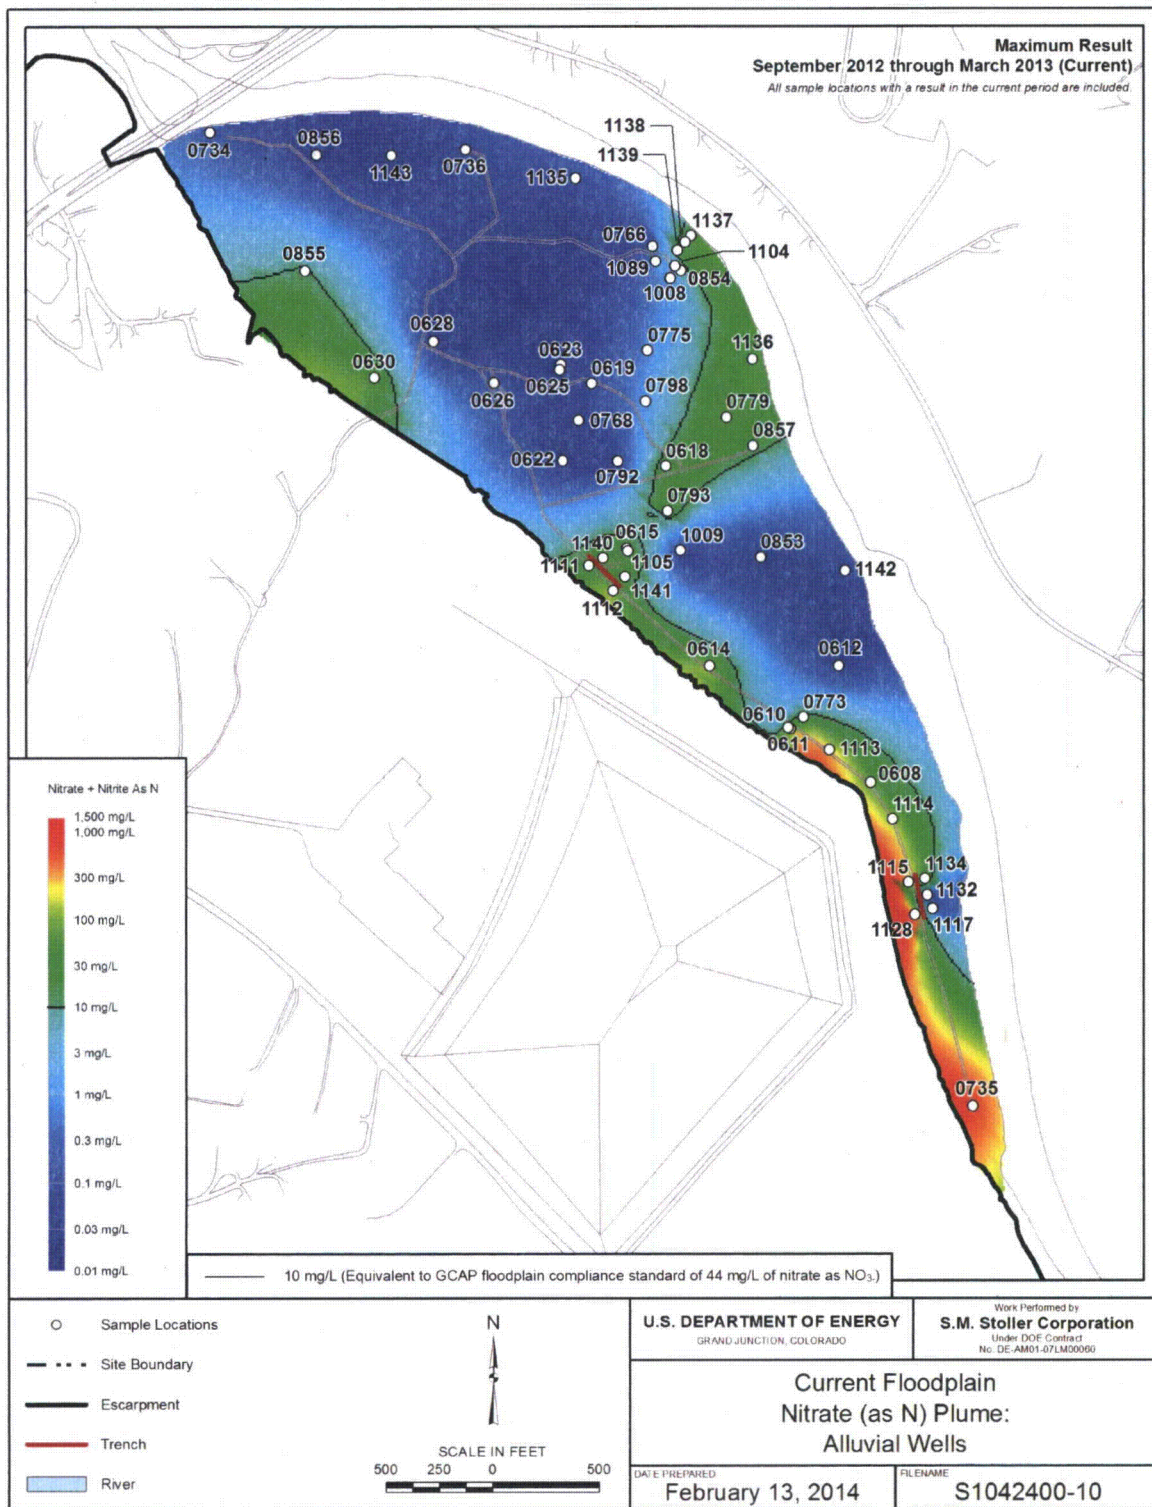 Maximum Result
September 2012 through March 2013 (Current)
All sample locations with a result in the current period are included.
1138
1139
0734
0856
1143
0736
1135
1137
0766
1104
1089
0854
1008
0855
0628
0775
1136
0623
0630
0619
0625
0626
0798
0779
0768
0857
0618
0622
0792
0793
0615
1009
0853
1140
1142
1111
1105
1141
1112
0614
0612
0773
0610
0611
1113
0608
1114
1115
1134
1132
1128
1117
0735
Nitrate + Nitrite As N
1,500 mg/L
1,000 mg/L
300 mg/L
100 mg/L
30 mg/L
10 mg/L
3 mg/L
1 mg/L
0.3 mg/L
0.1 mg/L
0.03 mg/L
0.01 mg/L
10 mg/L (Equivalent to GCAP floodplain compliance standard of 44 mg/L of nitrate as NO₃.)
Sample Locations
Site Boundary
Escarpment
Trench
River
N
SCALE IN FEET
500 250 0 500
U.S. DEPARTMENT OF ENERGY
GRAND JUNCTION, COLORADO
Work Performed by
S.M. Stoller Corporation
Under DOE Contract
No. DE-AM01-07LM00060
Current Floodplain
Nitrate (as N) Plume:
Alluvial Wells
DATE PREPARED
February 13, 2014
FILENAME
S1042400-10